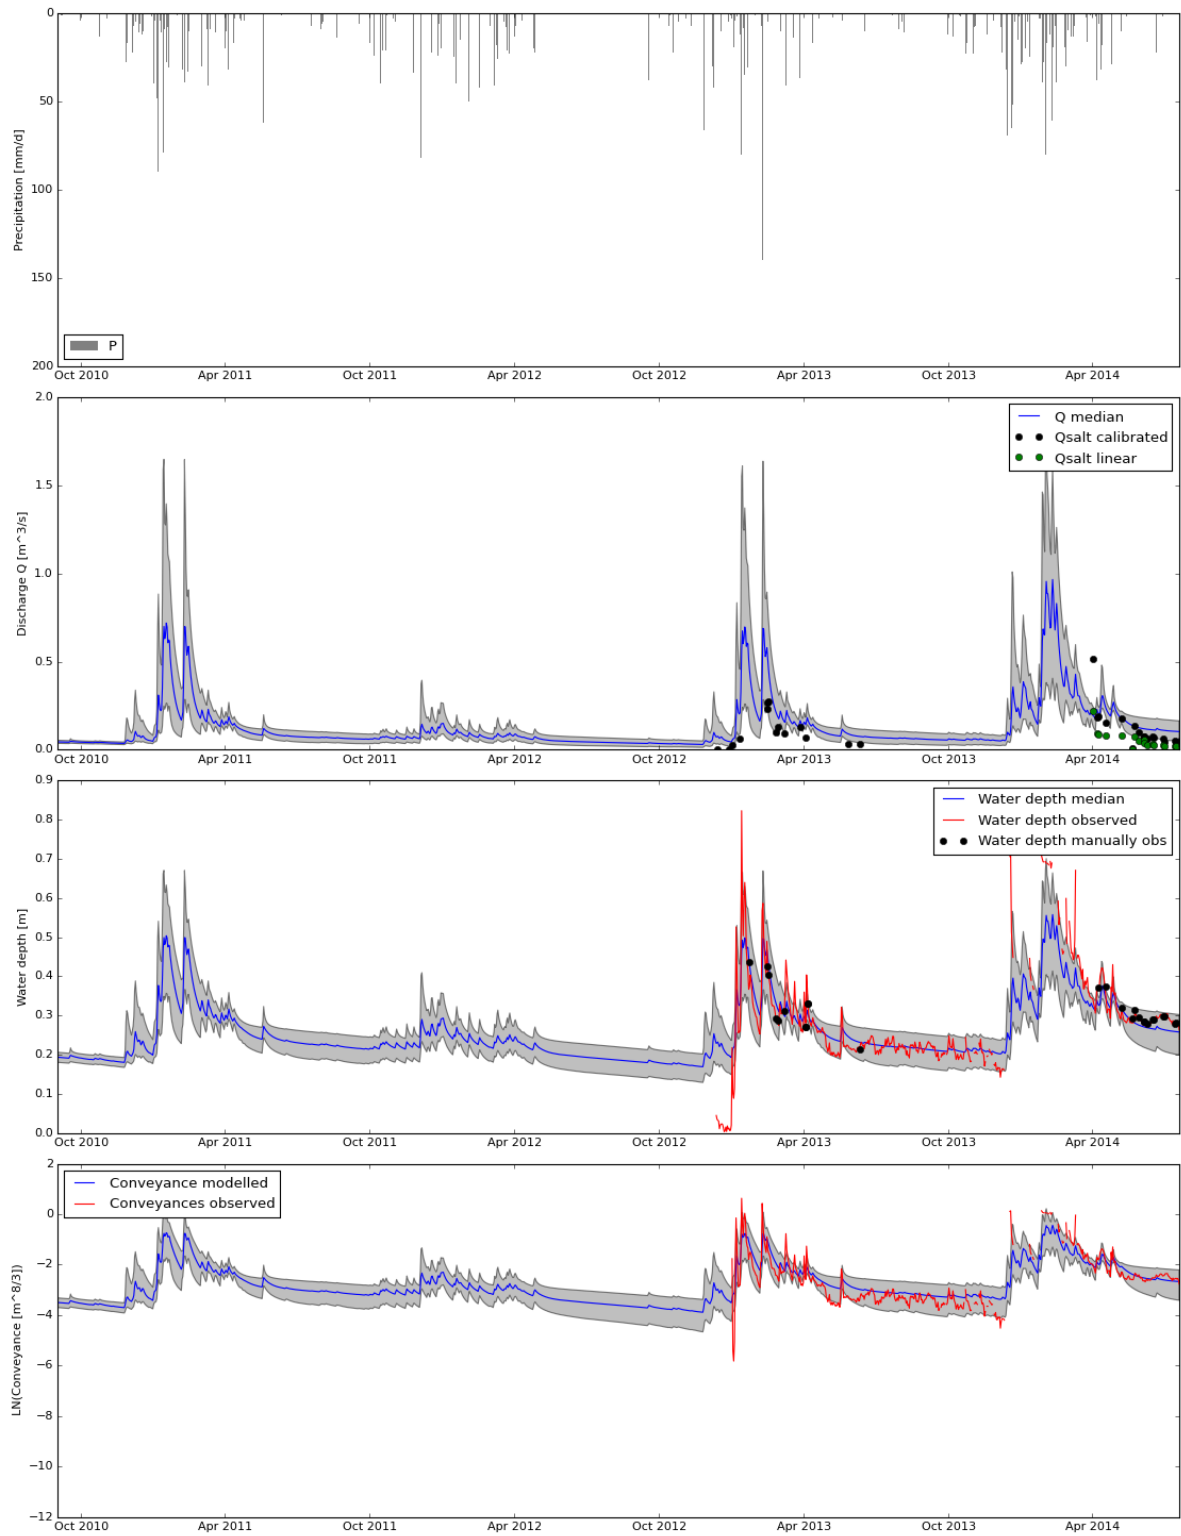 0
50
100
150
200
Precipitation [mm/d]
P
Oct 2010 Apr 2011 Oct 2011 Apr 2012 Oct 2012 Apr 2013 Oct 2013 Apr 2014
2.0
1.5
1.0
0.5
0.0
Discharge Q [m^3/s]
Q median
Qsalt calibrated
Qsalt linear
Oct 2010 Apr 2011 Oct 2011 Apr 2012 Oct 2012 Apr 2013 Oct 2013 Apr 2014
0.9
0.8
0.7
0.6
0.5
0.4
0.3
0.2
0.1
0.0
Water depth [m]
Water depth median
Water depth observed
Water depth manually obs
Oct 2010 Apr 2011 Oct 2011 Apr 2012 Oct 2012 Apr 2013 Oct 2013 Apr 2014
2
0
−2
−4
−6
−8
−10
−12
LN(Conveyance [m^8/3])
Conveyance modelled
Conveyances observed
Oct 2010 Apr 2011 Oct 2011 Apr 2012 Oct 2012 Apr 2013 Oct 2013 Apr 2014